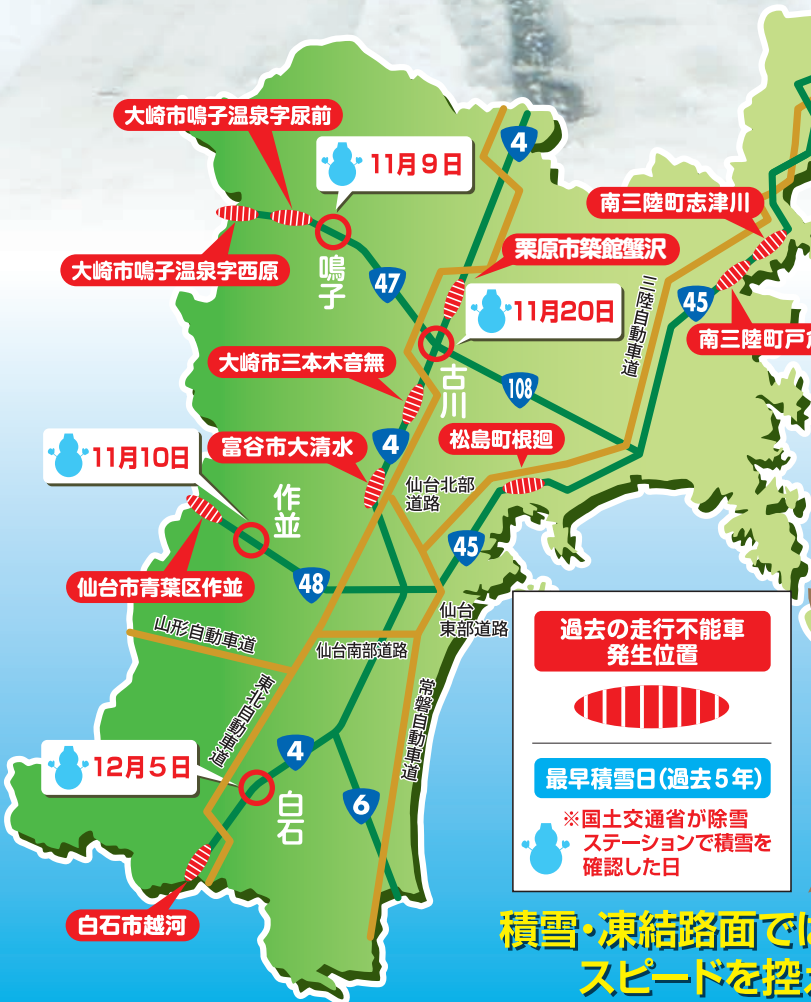 大崎市鳴子温泉字尿前
11月9日
4
南三陸町志津川
大崎市鳴子温泉字西原
鳴子
47
栗原市築館蟹沢
三陸自動車道
45
11月20日
南三陸町戸
大崎市三本木音無
古川
108
11月10日
富谷市大清水
4
松島町根廻
作並
仙台北部
道路
45
仙台市青葉区作並
48
仙台
東部道路
山形自動車道
仙台南部道路
東北自動車道
常磐自動車道
12月5日
4
白石
6
白石市越河
過去の走行不能車
発生位置
最早積雪日(過去5年)
※国土交通省が除雪
ステーションで積雪を
確認した日
積雪・凍結路面では
スピードを控え